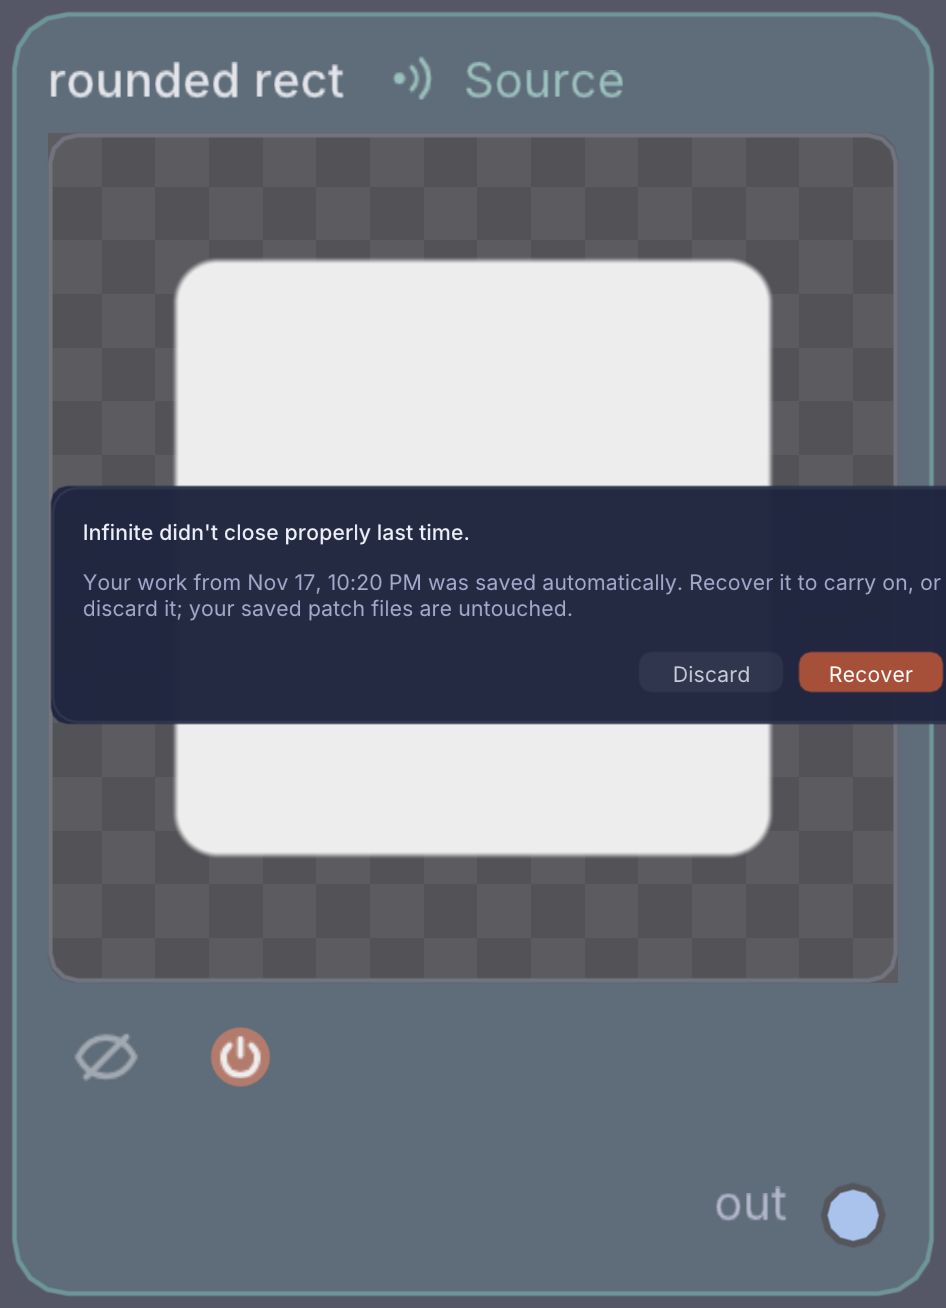 rounded rect Source
Infinite didn't close properly last time.
Your work from Nov 17, 10:20 PM was saved automatically. Recover it to carry on, or
discard it; your saved patch files are untouched.
Discard Recover
out